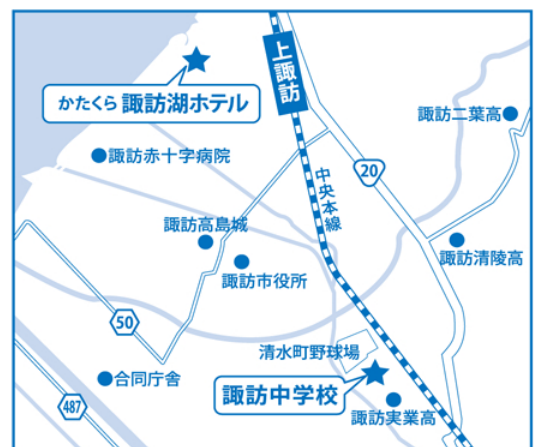 上諏訪
かたくら 諏訪湖ホテル
諏訪二葉高
諏訪赤十字病院
20
中央本線
諏訪高島城
諏訪清陵高
諏訪市役所
50
清水町野球場
合同庁舎
諏訪中学校
487
諏訪実業高